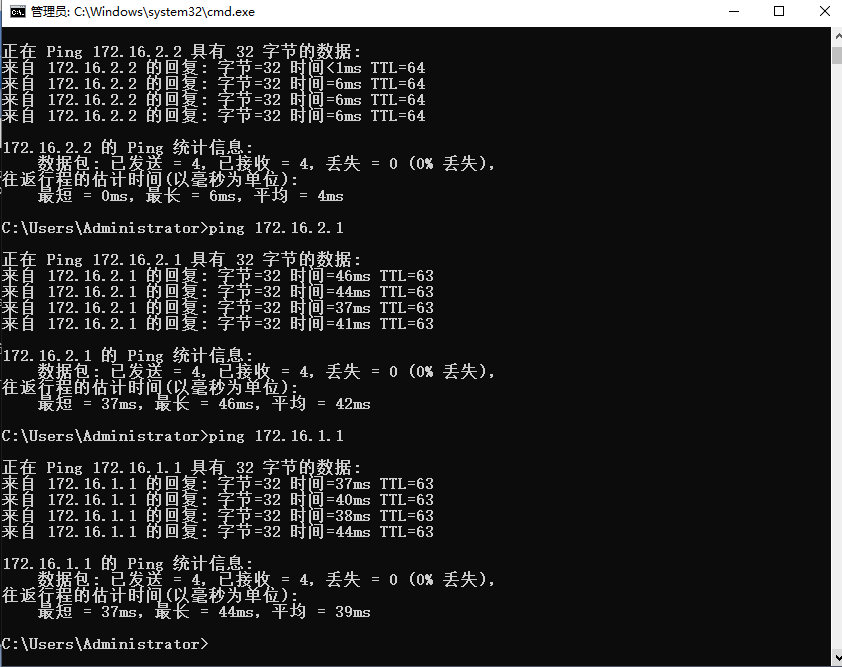 管理员: C:\Windows\system32\cmd.exe
正在 Ping 172.16.2.2 具有 32 字节的数据:
来自 172.16.2.2 的回复: 字节=32 时间<1ms TTL=64
来自 172.16.2.2 的回复: 字节=32 时间=6ms TTL=64
来自 172.16.2.2 的回复: 字节=32 时间=6ms TTL=64
来自 172.16.2.2 的回复: 字节=32 时间=6ms TTL=64
172.16.2.2 的 Ping 统计信息:
数据包: 已发送 = 4，已接收 = 4，丢失 = 0 (0% 丢失)，
往返行程的估计时间(以毫秒为单位):
最短 = 0ms，最长 = 6ms，平均 = 4ms
C:\Users\Administrator>ping 172.16.2.1
正在 Ping 172.16.2.1 具有 32 字节的数据:
来自 172.16.2.1 的回复: 字节=32 时间=46ms TTL=63
来自 172.16.2.1 的回复: 字节=32 时间=44ms TTL=63
来自 172.16.2.1 的回复: 字节=32 时间=37ms TTL=63
来自 172.16.2.1 的回复: 字节=32 时间=41ms TTL=63
172.16.2.1 的 Ping 统计信息:
数据包: 已发送 = 4，已接收 = 4，丢失 = 0 (0% 丢失)，
往返行程的估计时间(以毫秒为单位):
最短 = 37ms，最长 = 46ms，平均 = 42ms
C:\Users\Administrator>ping 172.16.1.1
正在 Ping 172.16.1.1 具有 32 字节的数据:
来自 172.16.1.1 的回复: 字节=32 时间=37ms TTL=63
来自 172.16.1.1 的回复: 字节=32 时间=40ms TTL=63
来自 172.16.1.1 的回复: 字节=32 时间=38ms TTL=63
来自 172.16.1.1 的回复: 字节=32 时间=44ms TTL=63
172.16.1.1 的 Ping 统计信息:
数据包: 已发送 = 4，已接收 = 4，丢失 = 0 (0% 丢失)，
往返行程的估计时间(以毫秒为单位):
最短 = 37ms，最长 = 44ms，平均 = 39ms
C:\Users\Administrator>